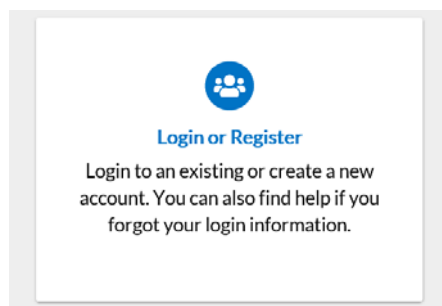 Login or Register
Login to an existing or create a new
account. You can also find help if you
forgot your login information.